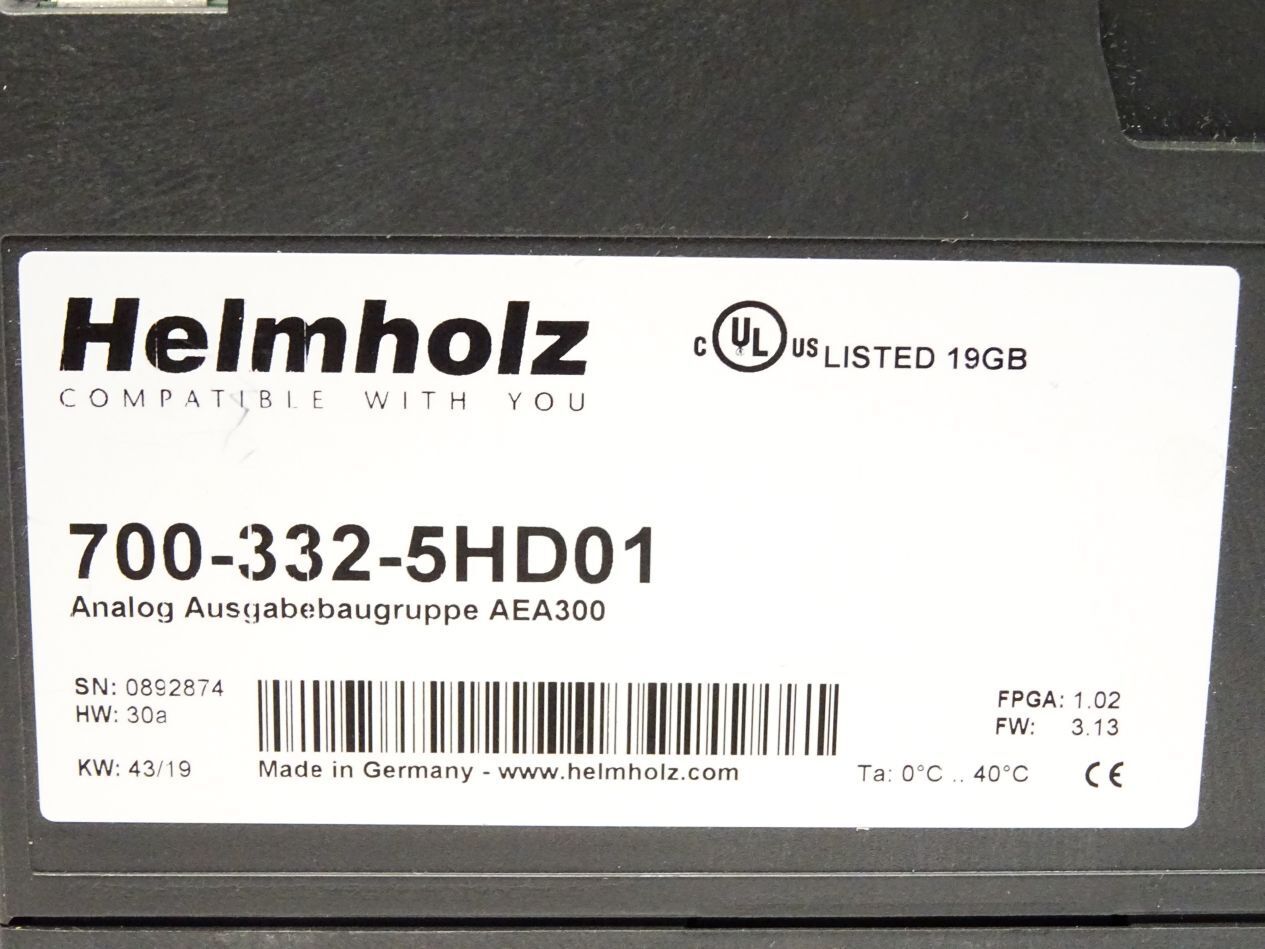 Helmholz
COMPATIBLE WITH YOU
C UL US LISTED 19GB
700-332-5HD01
Analog Ausgabebaugruppe AEA300
SN: 0892874
HW: 30a
KW: 43/19
Made in Germany - www.helmholz.com
FPGA: 1.02
FW: 3.13
Ta: 0°C .. 40°C CE